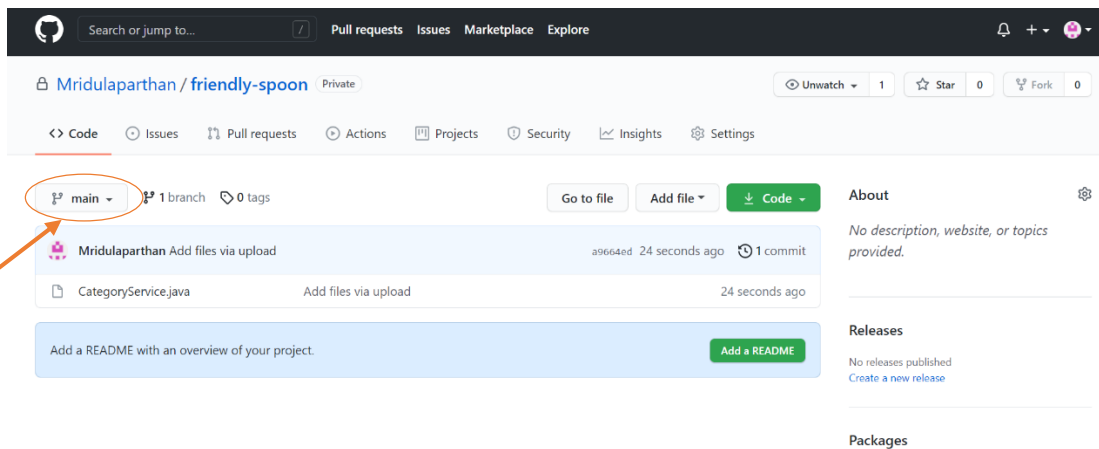 Search or jump to... / Pull requests Issues Marketplace Explore
Mridulaparthan / friendly-spoon Private Unwatch 1 Star 0 Fork 0
<> Code Issues Pull requests Actions Projects Security Insights Settings
main 1 branch 0 tags Go to file Add file Code About
No description, website, or topics
provided.
Mridulaparthan Add files via upload a9664ed 24 seconds ago 1 commit
CategoryService.java Add files via upload 24 seconds ago
Releases
Add a README with an overview of your project. Add a README
No releases published
Create a new release
Packages